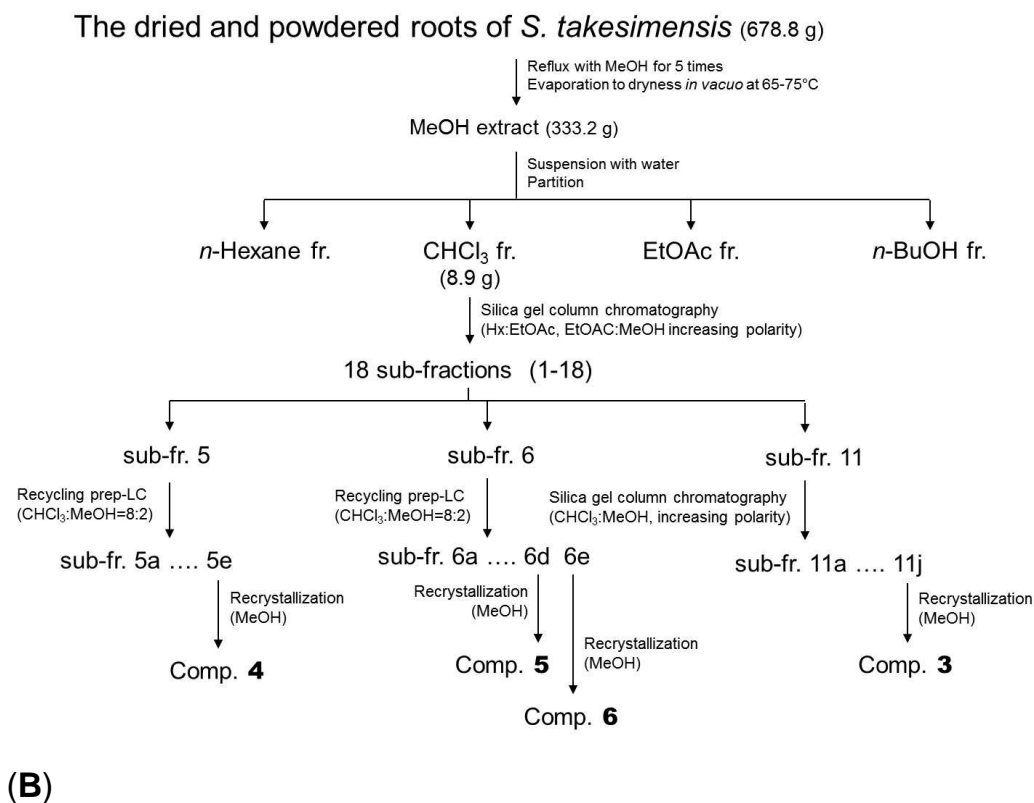 The dried and powdered roots of S. takesimensis (678.8 g)
Reflux with MeOH for 5 times
Evaporation to dryness in vacuo at 65-75°C
MeOH extract (333.2 g)
Suspension with water
Partition
n-Hexane fr. CHCl₃ fr. EtOAc fr. n-BuOH fr.
(8.9 g)
Silica gel column chromatography
(Hx:EtOAc, EtOAC:MeOH increasing polarity)
18 sub-fractions (1-18)
sub-fr. 5 sub-fr. 6 sub-fr. 11
Recycling prep-LC Recycling prep-LC Silica gel column chromatography
(CHCl₃:MeOH=8:2) (CHCl₃:MeOH=8:2) (CHCl₃:MeOH, increasing polarity)
sub-fr. 5a .... 5e sub-fr. 6a .... 6d 6e sub-fr. 11a .... 11j
Recrystallization Recrystallization Recrystallization
(MeOH) (MeOH) (MeOH)
Recrystallization
(MeOH)
Comp. 4 Comp. 5 Comp. 3
Comp. 6
(B)